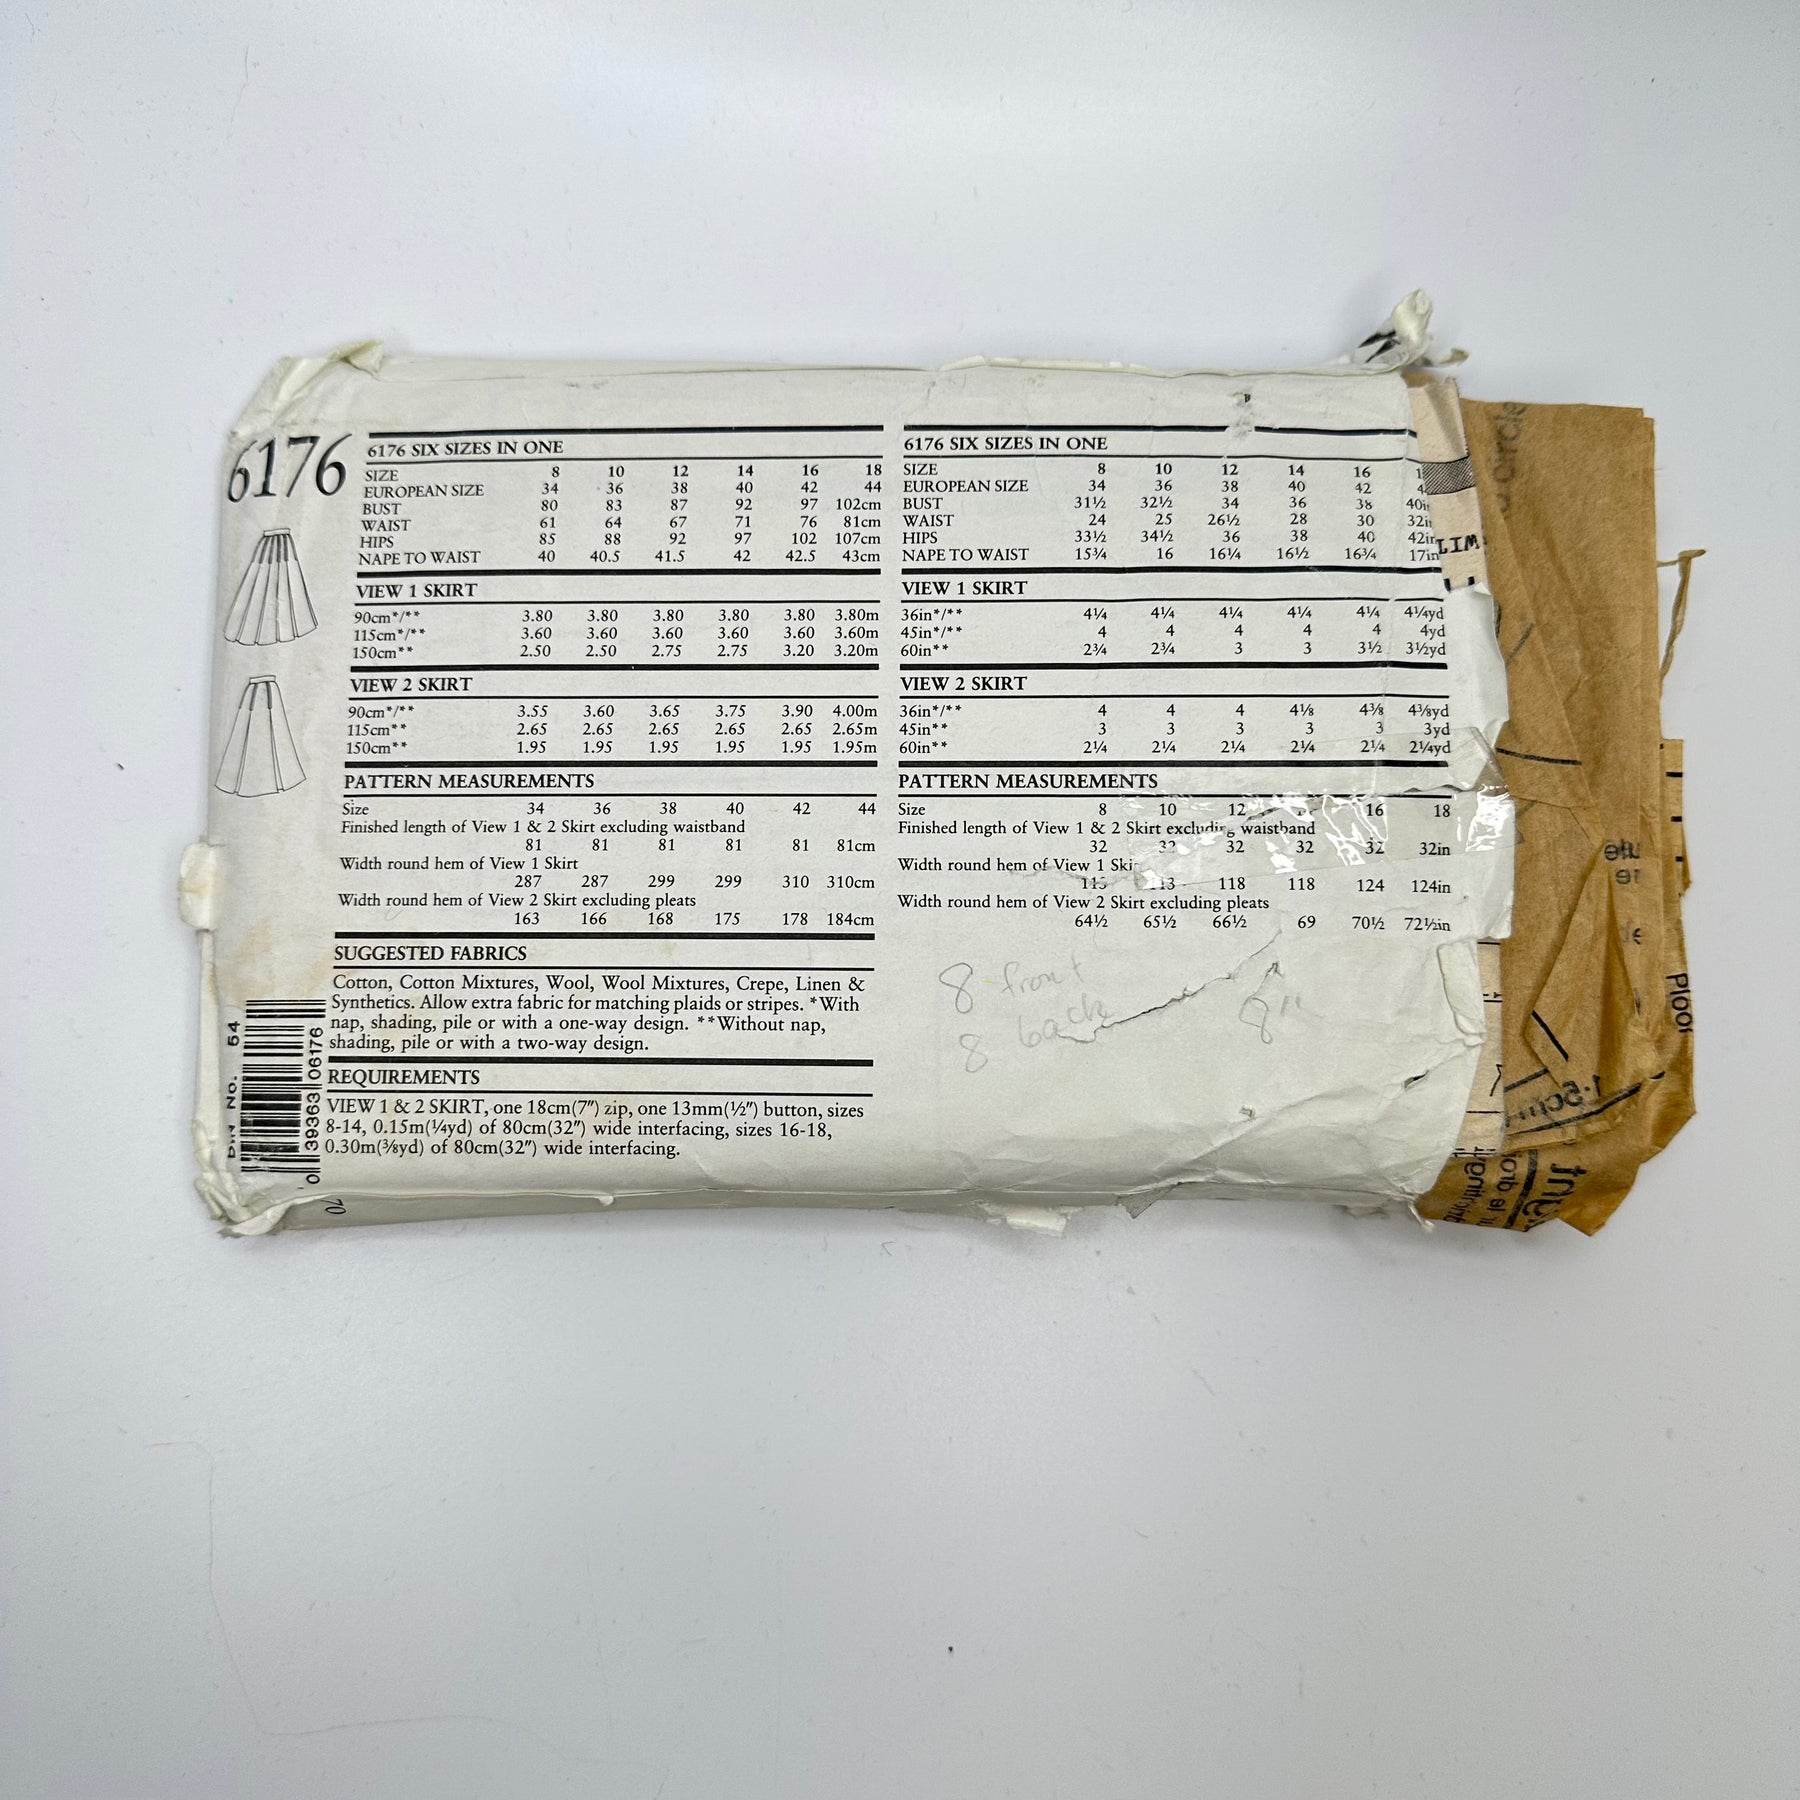 6176
6176 SIX SIZES IN ONE
SIZE 8 10 12 14 16 18
EUROPEAN SIZE 34 36 38 40 42 44
BUST 80 83 87 92 97 102cm
WAIST 61 64 67 71 76 81cm
HIPS 85 88 92 97 102 107cm
NAPE TO WAIST 40 40.5 41.5 42 42.5 43cm
VIEW 1 SKIRT
90cm*/** 3.80 3.80 3.80 3.80 3.80 3.80m
115cm*/** 3.60 3.60 3.60 3.60 3.60 3.60m
150cm** 2.50 2.50 2.75 2.75 3.20 3.20m
VIEW 2 SKIRT
90cm*/** 3.55 3.60 3.65 3.75 3.90 4.00m
115cm** 2.65 2.65 2.65 2.65 2.65 2.65m
150cm** 1.95 1.95 1.95 1.95 1.95 1.95m
PATTERN MEASUREMENTS
Size 34 36 38 40 42 44
Finished length of View 1 & 2 Skirt excluding waistband
81 81 81 81 81 81cm
Width round hem of View 1 Skirt
287 287 299 299 310 310cm
Width round hem of View 2 Skirt excluding pleats
163 166 168 175 178 184cm
SUGGESTED FABRICS
Cotton, Cotton Mixtures, Wool, Wool Mixtures, Crepe, Linen &
Synthetics. Allow extra fabric for matching plaids or stripes. *With
nap, shading, pile or with a one-way design. **Without nap,
shading, pile or with a two-way design.
REQUIREMENTS
VIEW 1 & 2 SKIRT, one 18cm(7″) zip, one 13mm(½″) button, sizes
8-14, 0.15m(¼yd) of 80cm(32″) wide interfacing, sizes 16-18,
0.30m(⅜yd) of 80cm(32″) wide interfacing.
6176 SIX SIZES IN ONE
SIZE 8 10 12 14 16
EUROPEAN SIZE 34 36 38 40 42
BUST 31½ 32½ 34 36 38 40in
WAIST 24 25 26½ 28 30 32in
HIPS 33½ 34½ 36 38 40 42in
NAPE TO WAIST 15¾ 16 16¼ 16½ 16¾ 17in
VIEW 1 SKIRT
36in*/** 4¼ 4¼ 4¼ 4¼ 4¼ 4¼yd
45in*/** 4 4 4 4 4 4yd
60in** 2¾ 2¾ 3 3 3½ 3½yd
VIEW 2 SKIRT
36in*/** 4 4 4 4⅛ 4⅜ 4⅜yd
45in** 3 3 3 3 3 3yd
60in** 2¼ 2¼ 2¼ 2¼ 2¼ 2¼yd
PATTERN MEASUREMENTS
Size 8 10 12 16 18
Finished length of View 1 & 2 Skirt excluding waistband
32 32 32 32 32 32in
Width round hem of View 1 Skir
113 118 118 124 124in
Width round hem of View 2 Skirt excluding pleats
64½ 65½ 66½ 69 70½ 72½in
8 front
8 back
8"
No. 54
0 39363 06176
70
1·5cm
Plooi